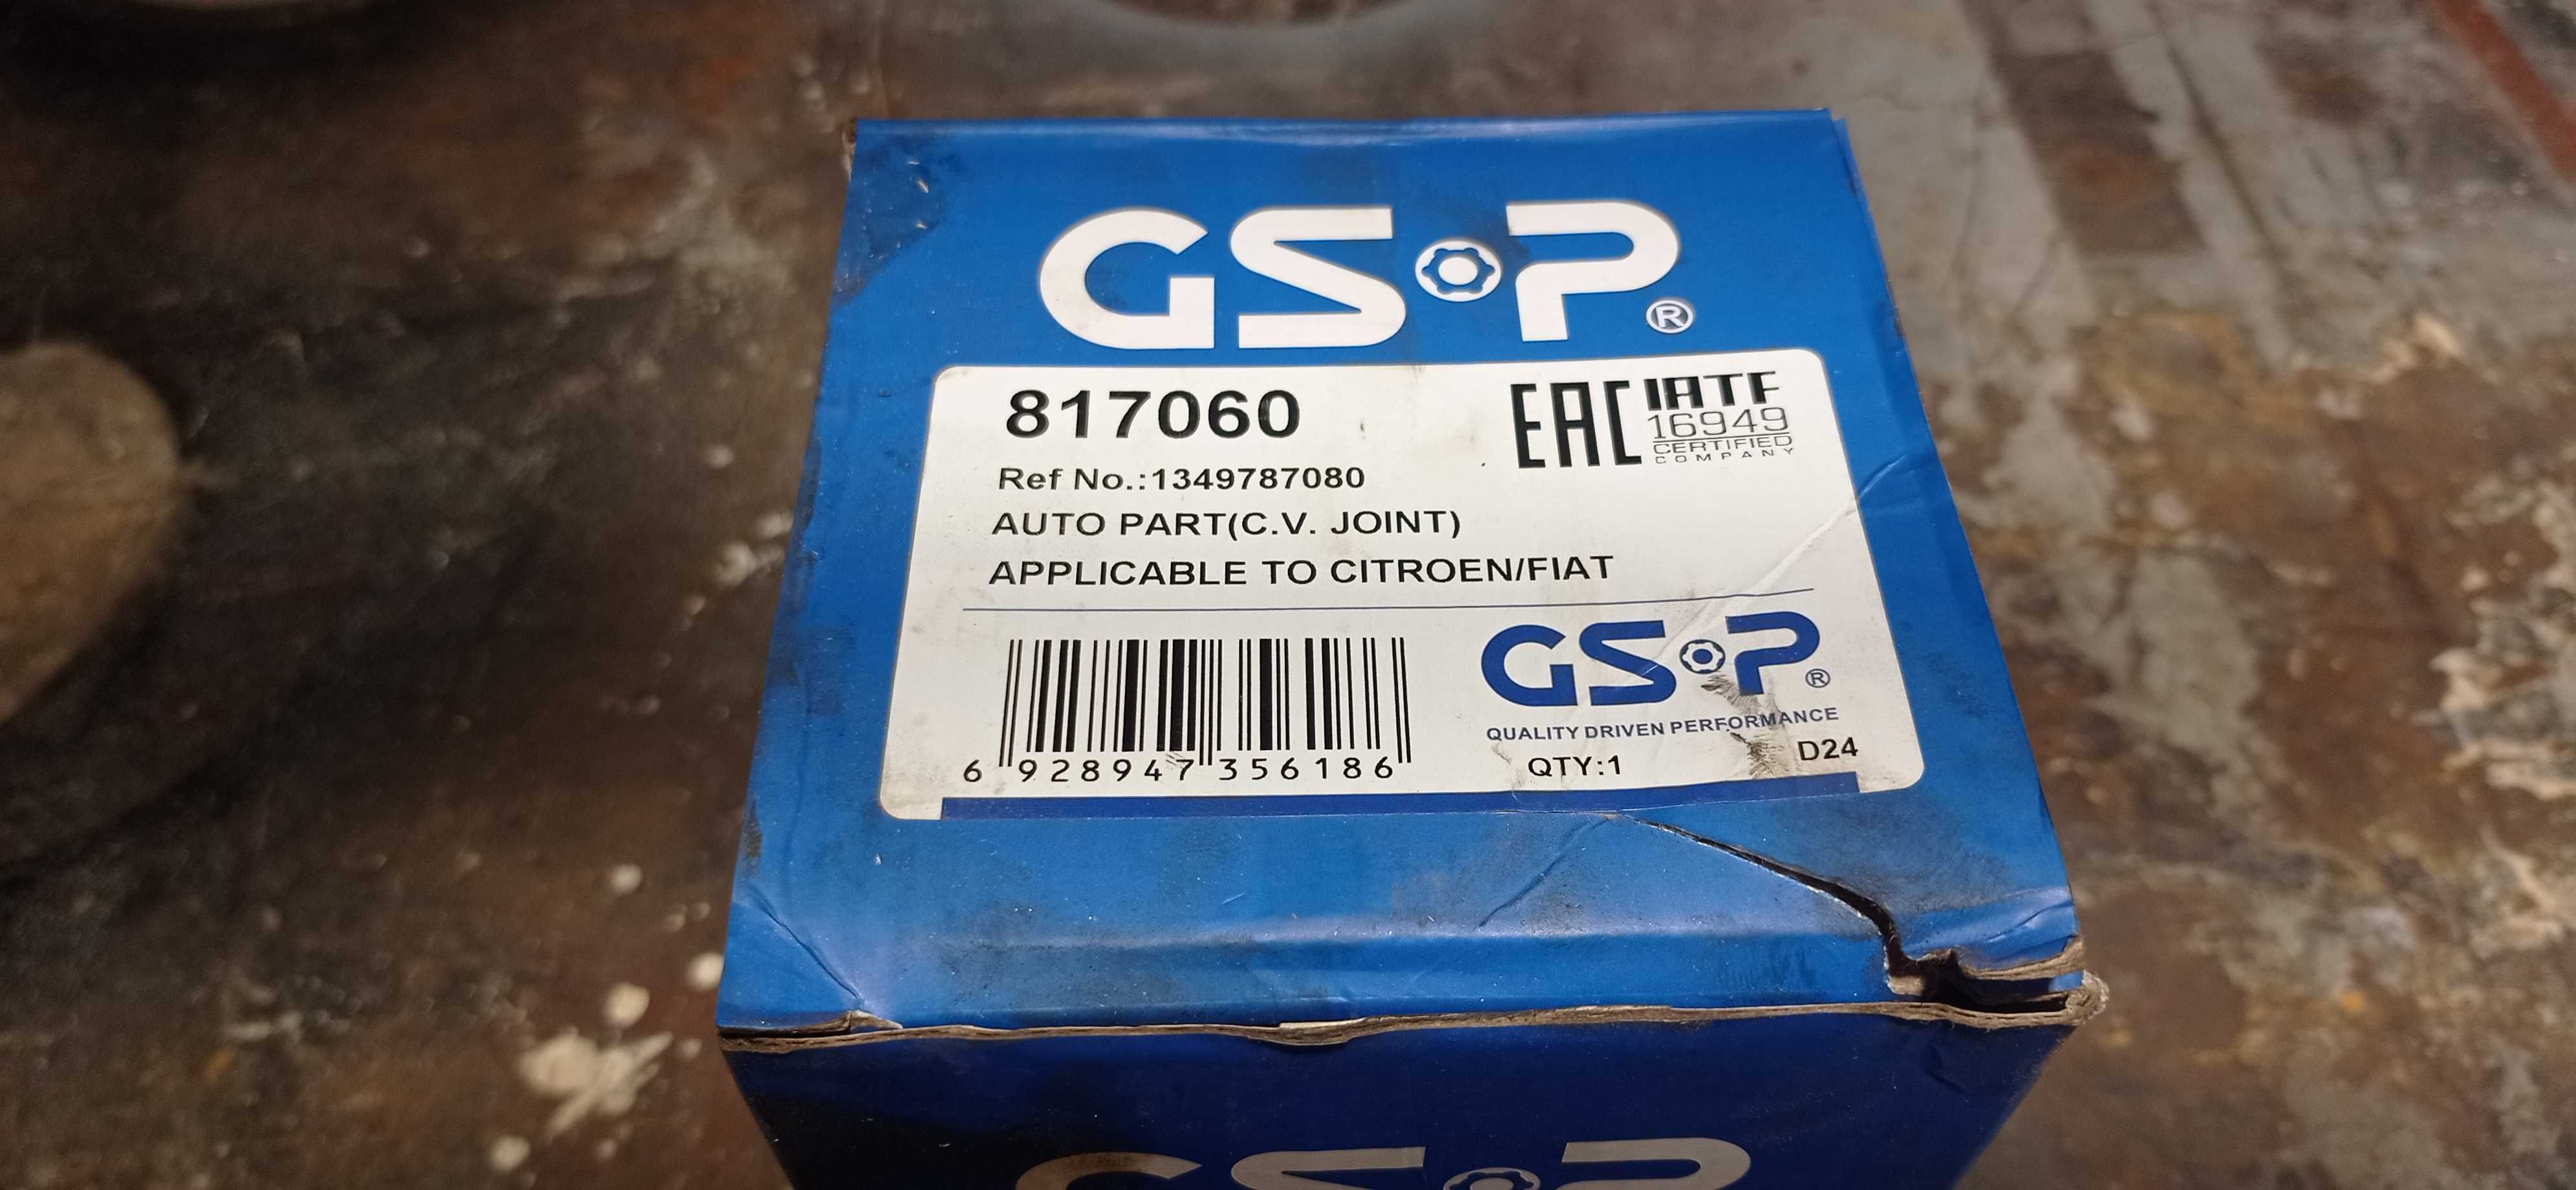 GSP®
817060
EAC IATF
16949
CERTIFIED
COMPANY
Ref No.:1349787080
AUTO PART(C.V. JOINT)
APPLICABLE TO CITROEN/FIAT
GSP®
QUALITY DRIVEN PERFORMANCE
6 928947 356186
QTY:1
D24
GSP